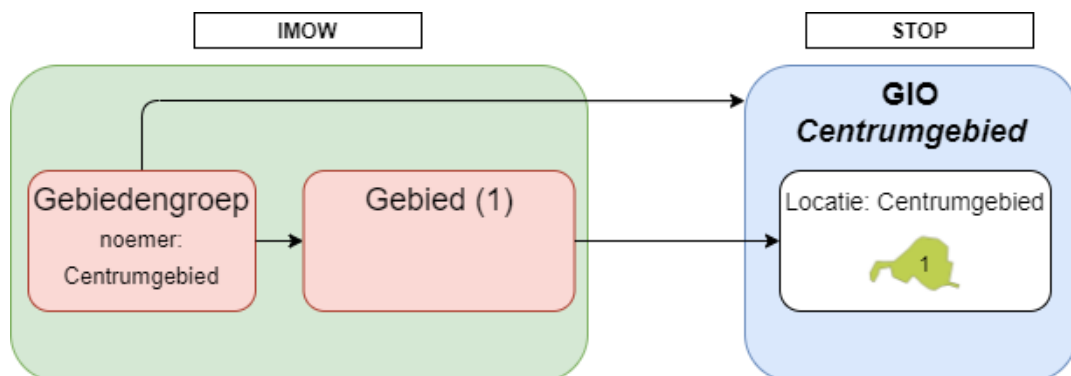 IMOW
STOP
GIO
Centrumgebied
Gebiedengroep
noemer:
Centrumgebied
Gebied (1)
Locatie: Centrumgebied
1